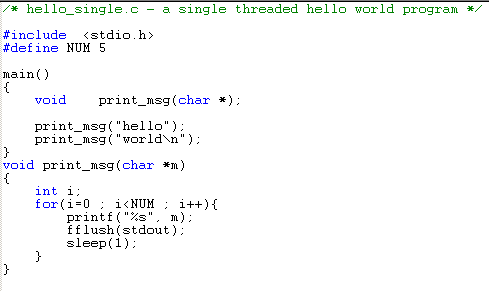 /* hello_single.c - a single threaded hello world program */
#include  <stdio.h>
#define NUM 5
main()
{
    void    print_msg(char *);
    print_msg("hello");
    print_msg("world\n");
}
void print_msg(char *m)
{
    int i;
    for(i=0 ; i<NUM ; i++){
        printf("%s", m);
        fflush(stdout);
        sleep(1);
    }
}